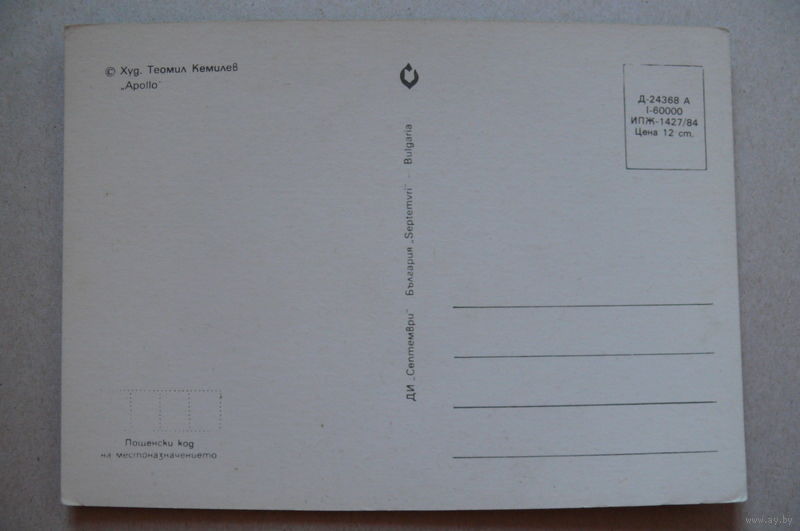 © Худ. Теомил Кемилев
„Apollo"
ДИ „Септември" България „Septemvri" - Bulgaria
Д-24368 А
I-60000
ИПЖ-1427/84
Цена 12 ст.
Пощенски код
на местоназначението
www.ay.by